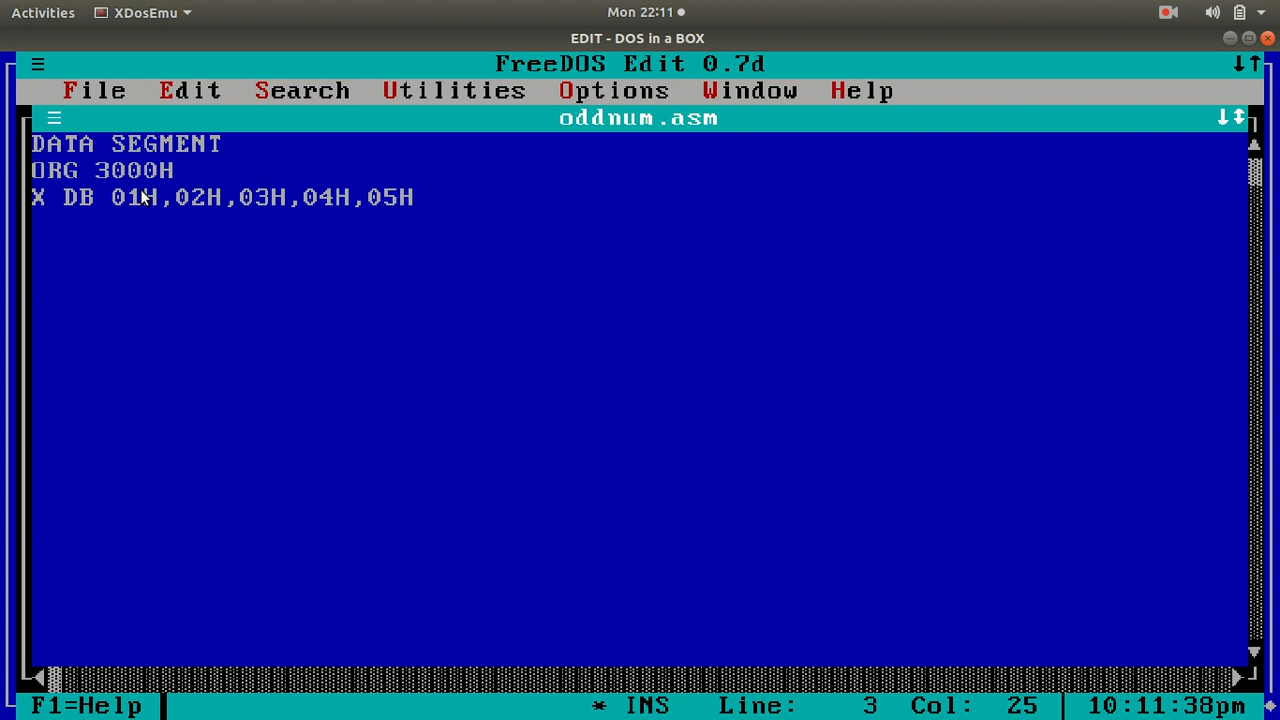 Activities XDosEmu Mon 22:11
EDIT - DOS in a BOX
FreeDOS Edit 0.7d
File Edit Search Utilities Options Window Help
oddnum.asm
DATA SEGMENT
ORG 3000H
X DB 01H,02H,03H,04H,05H
F1=Help * INS Line: 3 Col: 25 10:11:38pm